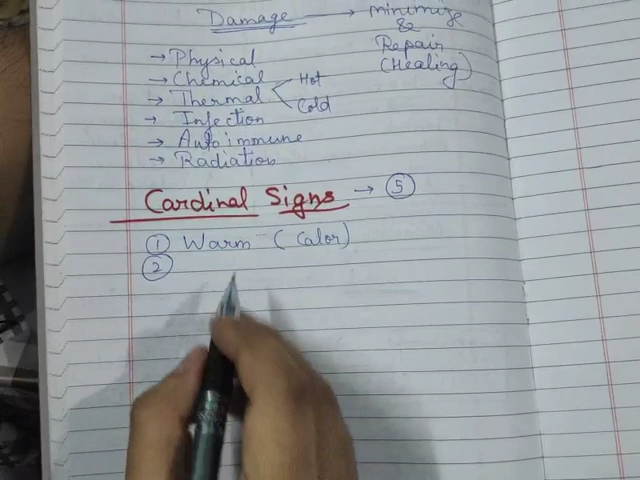 Damage → minimize
&
Repair
(Healing)
→ Physical
→ Chemical
→ Thermal < Hot
Cold
→ Infection
→ Autoimmune
→ Radiation
Cardinal Signs → 5
1 Warm (Calor)
2